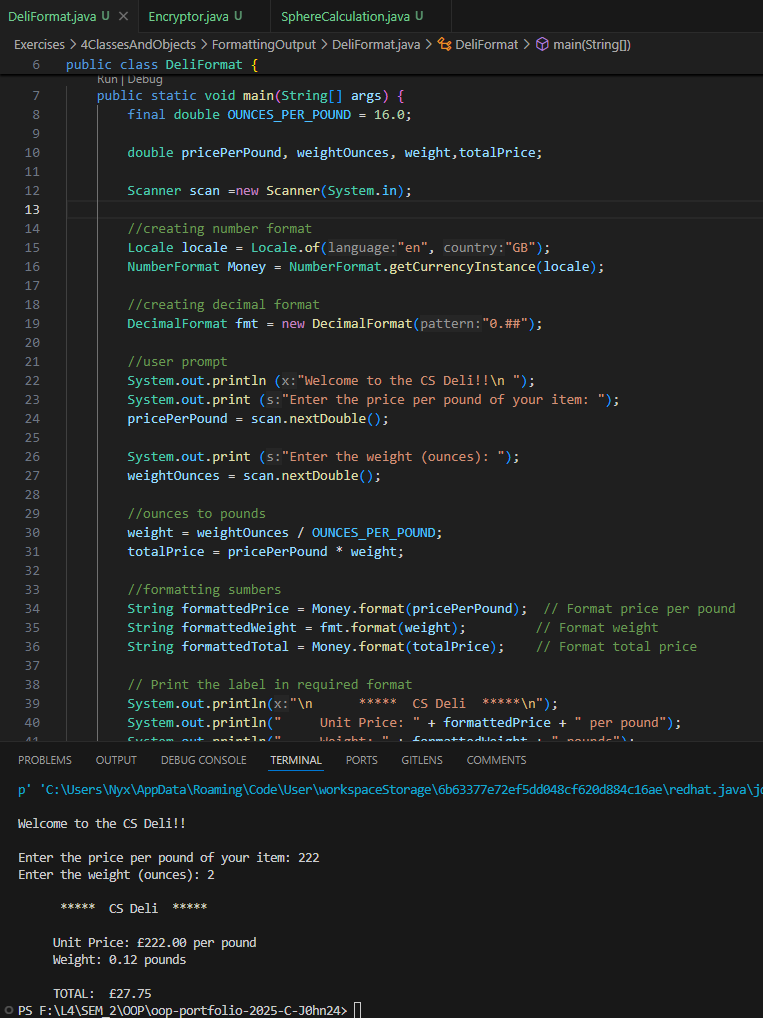 DeliFormat.java U × Encryptor.java U SphereCalculation.java U
Exercises > 4ClassesAndObjects > FormattingOutput > DeliFormat.java > DeliFormat > main(String[])
6 public class DeliFormat {
Run | Debug
7 public static void main(String[] args) {
8 final double OUNCES_PER_POUND = 16.0;
9
10 double pricePerPound, weightOunces, weight,totalPrice;
11
12 Scanner scan =new Scanner(System.in);
13
14 //creating number format
15 Locale locale = Locale.of(language:"en", country:"GB");
16 NumberFormat Money = NumberFormat.getCurrencyInstance(locale);
17
18 //creating decimal format
19 DecimalFormat fmt = new DecimalFormat(pattern:"0.##");
20
21 //user prompt
22 System.out.println (x:"Welcome to the CS Deli!!\n ");
23 System.out.print (s:"Enter the price per pound of your item: ");
24 pricePerPound = scan.nextDouble();
25
26 System.out.print (s:"Enter the weight (ounces): ");
27 weightOunces = scan.nextDouble();
28
29 //ounces to pounds
30 weight = weightOunces / OUNCES_PER_POUND;
31 totalPrice = pricePerPound * weight;
32
33 //formatting sumbers
34 String formattedPrice = Money.format(pricePerPound); // Format price per pound
35 String formattedWeight = fmt.format(weight); // Format weight
36 String formattedTotal = Money.format(totalPrice); // Format total price
37
38 // Print the label in required format
39 System.out.println(x:"\n ***** CS Deli *****\n");
40 System.out.println(" Unit Price: " + formattedPrice + " per pound");
41 System.out.println(" Weight: " + formattedWeight + " pounds");
PROBLEMS OUTPUT DEBUG CONSOLE TERMINAL PORTS GITLENS COMMENTS
p' 'C:\Users\Nyx\AppData\Roaming\Code\User\workspaceStorage\6b63377e72ef5dd048cf620d884c16ae\redhat.java\
Welcome to the CS Deli!!
Enter the price per pound of your item: 222
Enter the weight (ounces): 2
***** CS Deli *****
Unit Price: £222.00 per pound
Weight: 0.12 pounds
TOTAL: £27.75
PS F:\L4\SEM_2\OOP\oop-portfolio-2025-C-J0hn24>